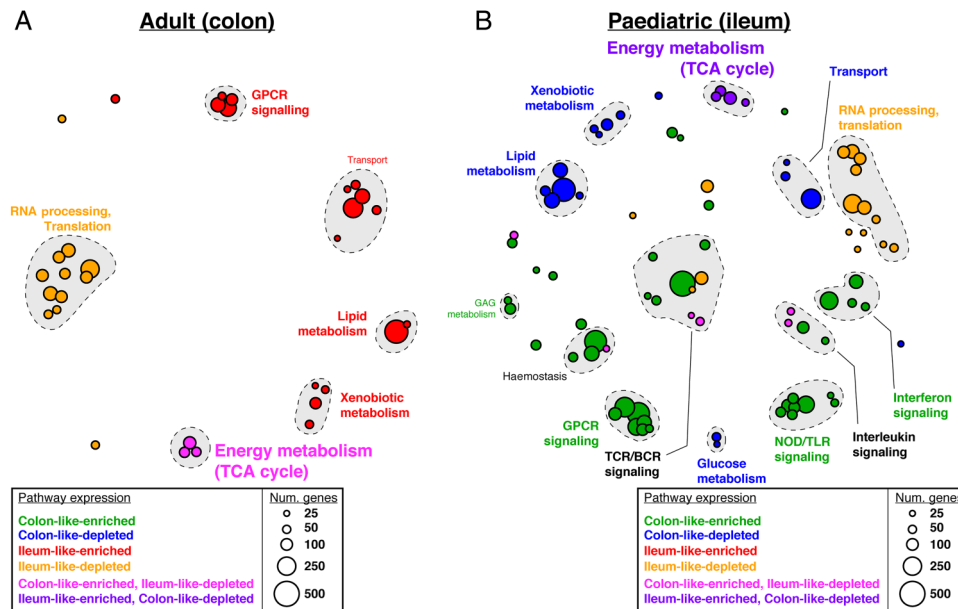 A
Adult (colon)
GPCR
signalling
Transport
RNA processing,
Translation
Lipid
metabolism
Xenobiotic
metabolism
Energy metabolism
(TCA cycle)
Pathway expression
Num. genes
Colon-like-enriched
Colon-like-depleted
Ileum-like-enriched
Ileum-like-depleted
Colon-like-enriched, Ileum-like-depleted
Ileum-like-enriched, Colon-like-depleted
25
50
100
250
500
B
Paediatric (ileum)
Energy metabolism
(TCA cycle)
Xenobiotic
metabolism
Transport
RNA processing,
translation
Lipid
metabolism
GAG
metabolism
Haemostasis
Interferon
signaling
GPCR
signaling
TCR/BCR
signaling
Glucose
metabolism
NOD/TLR
signaling
Interleukin
signaling
Pathway expression
Num. genes
Colon-like-enriched
Colon-like-depleted
Ileum-like-enriched
Ileum-like-depleted
Colon-like-enriched, Ileum-like-depleted
Ileum-like-enriched, Colon-like-depleted
25
50
100
250
500